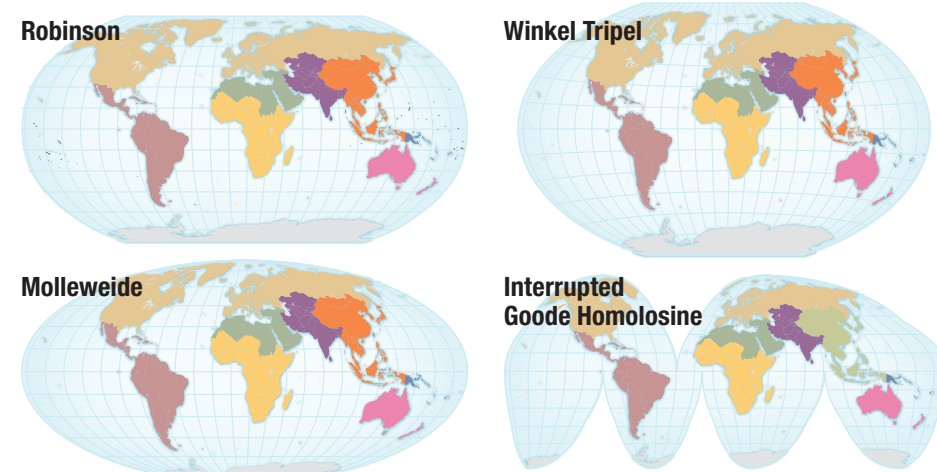 Robinson
Winkel Tripel
Molleweide
Interrupted
Goode Homolosine